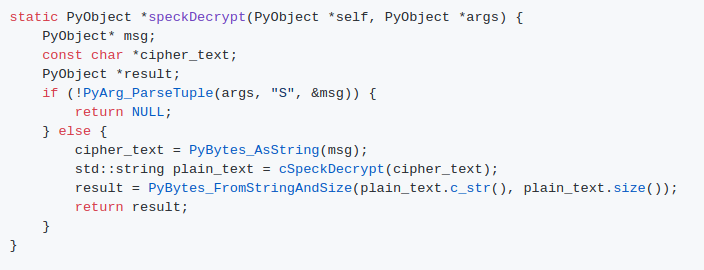 static PyObject *speckDecrypt(PyObject *self, PyObject *args) {
    PyObject* msg;
    const char *cipher_text;
    PyObject *result;
    if (!PyArg_ParseTuple(args, "S", &msg)) {
        return NULL;
    } else {
        cipher_text = PyBytes_AsString(msg);
        std::string plain_text = cSpeckDecrypt(cipher_text);
        result = PyBytes_FromStringAndSize(plain_text.c_str(), plain_text.size());
        return result;
    }
}